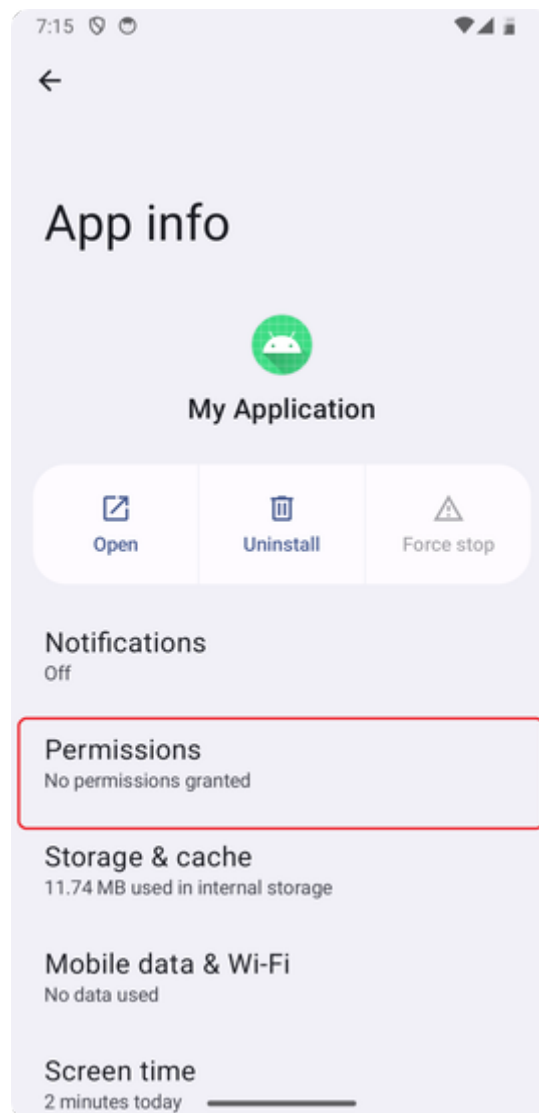 7:15
App info
My Application
Open
Uninstall
Force stop
Notifications
Off
Permissions
No permissions granted
Storage & cache
11.74 MB used in internal storage
Mobile data & Wi-Fi
No data used
Screen time
2 minutes today